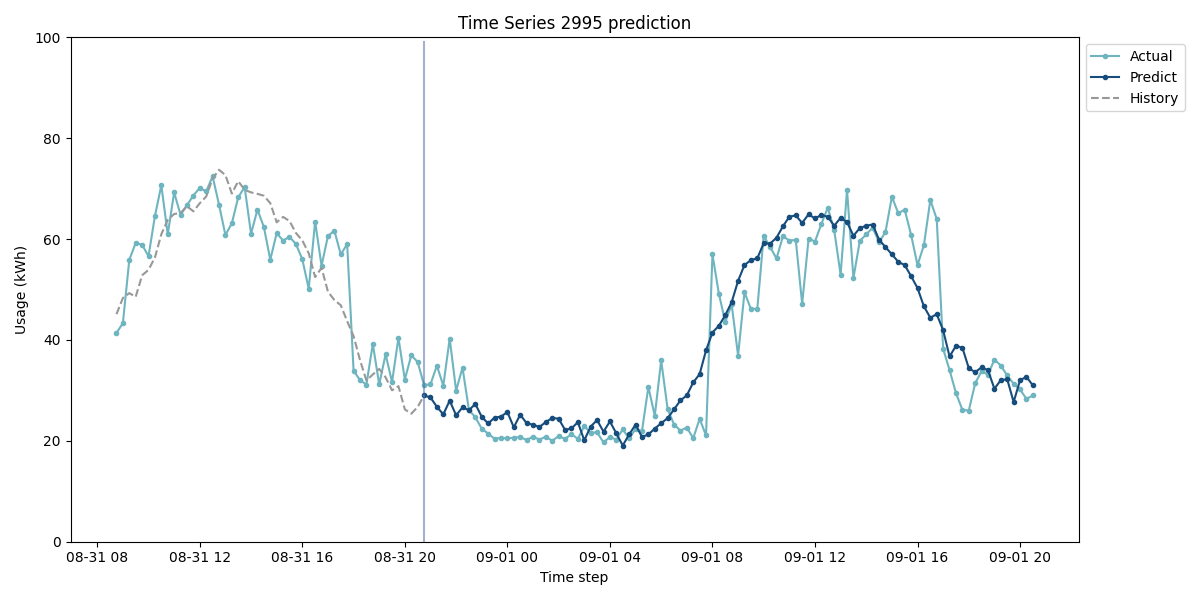 Time Series 2995 prediction
100
80
60
40
20
0
Usage (kWh)
08-31 08
08-31 12
08-31 16
08-31 20
09-01 00
09-01 04
09-01 08
09-01 12
09-01 16
09-01 20
Time step
Actual
Predict
History